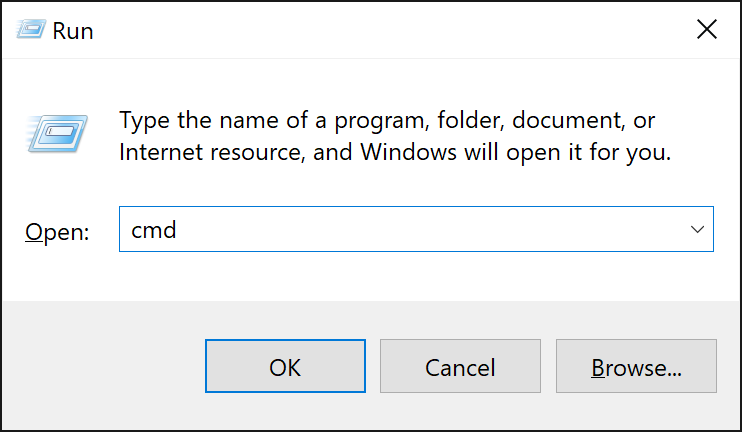 Run
Type the name of a program, folder, document, or
Internet resource, and Windows will open it for you.
Open: cmd
OK Cancel Browse...